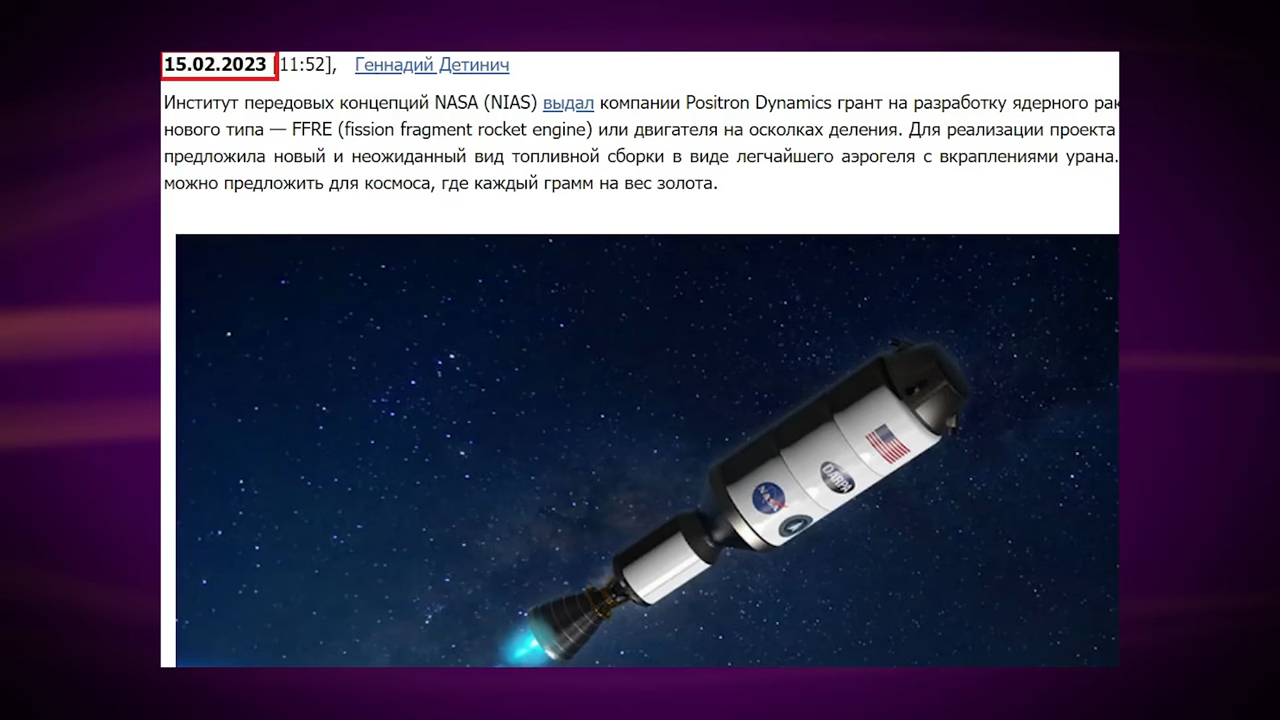 15.02.2023 [11:52], Геннадий Детинич
Институт передовых концепций NASA (NIAS) выдал компании Positron Dynamics грант на разработку ядерного
нового типа — FFRE (fission fragment rocket engine) или двигателя на осколках деления. Для реализации проекта
предложила новый и неожиданный вид топливной сборки в виде легчайшего аэрогеля с вкраплениями урана.
можно предложить для космоса, где каждый грамм на вес золота.
DARPA
NASA